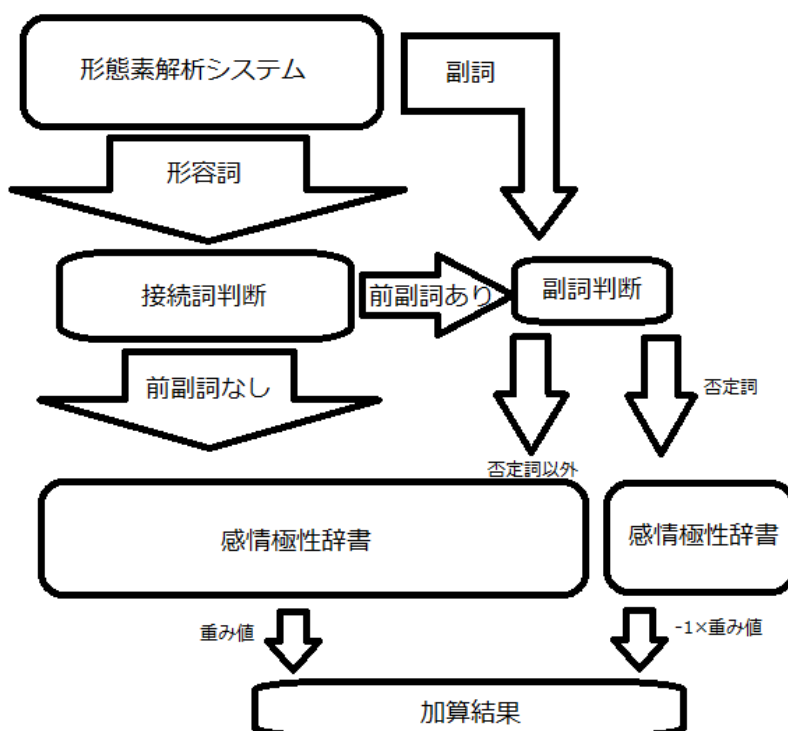 形態素解析システム
副詞
形容詞
接続詞判断
前副詞あり
副詞判断
前副詞なし
否定詞
否定詞以外
感情極性辞書
感情極性辞書
重み値
-1×重み値
加算結果